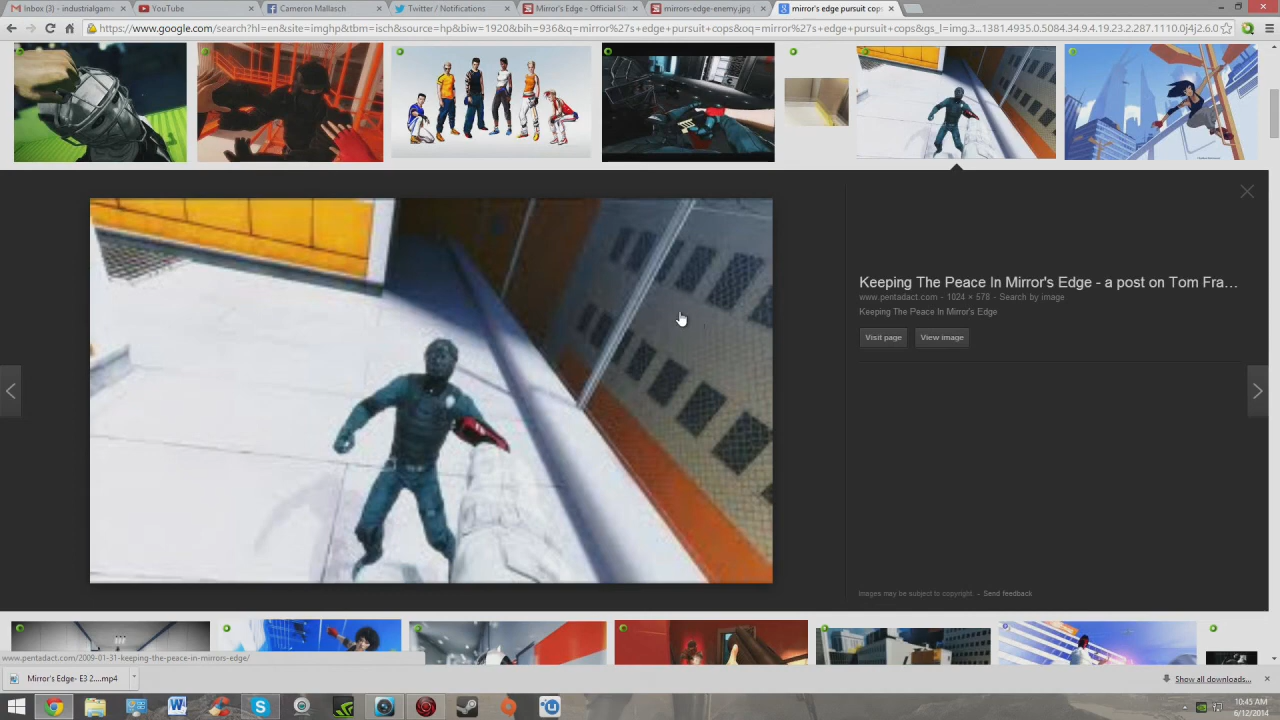 Inbox (3) - industrialgame
YouTube
Cameron Mallasch
Twitter / Notifications
Mirror's Edge - Official Sit
mirrors-edge-enemy.jpg (
mirror's edge pursuit cops
https://www.google.com/search?hl=en&site=imghp&tbm=isch&source=hp&biw=1920&bih=936&q=mirror%27s+edge+pursuit+cops&oq=mirror%27s+edge+pursuit+cops&gs_l=img.3...1381.4935.0.5084.34.9.4.19.23.2.287.1110.0j4j2.6.0
Keeping The Peace In Mirror's Edge - a post on Tom Fra...
www.pentadact.com - 1024 × 578 - Search by image
Keeping The Peace In Mirror's Edge
Visit page
View image
Images may be subject to copyright. - Send feedback
www.pentadact.com/2009-01-31-keeping-the-peace-in-mirrors-edge/
Mirror's Edge- E3 2....mp4
Show all downloads...
10:45 AM
6/12/2014